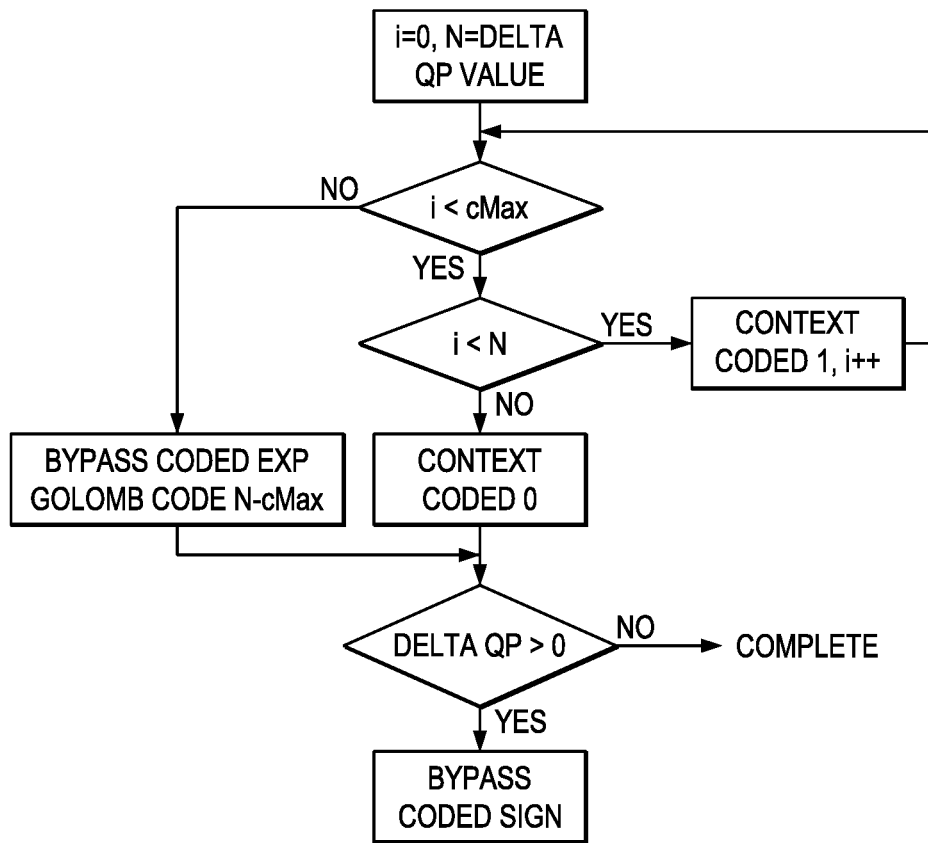 i=0, N=DELTA
QP VALUE
NO
i < cMax
YES
i < N
YES
CONTEXT
CODED 1, i++
NO
BYPASS CODED EXP
GOLOMB CODE N-cMax
CONTEXT
CODED 0
DELTA QP > 0
NO
COMPLETE
YES
BYPASS
CODED SIGN